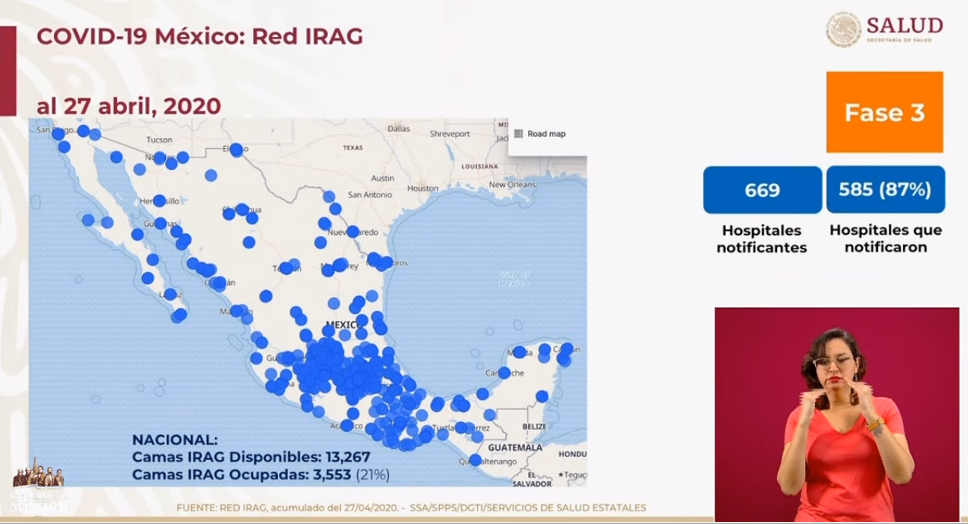 COVID-19 México: Red IRAG
al 27 abril, 2020
SALUD
SECRETARÍA DE SALUD
Fase 3
669
585 (87%)
Hospitales
notificantes
Hospitales que
notificaron
Road map
Dallas
Shreveport
Tucson
TEXAS
LOUISIANA
Austin
Houston
New Orleans
San Antonio
Gulf of
Mexico
BELIZE
GUATEMALA
EL
SALVADOR
NACIONAL:
Camas IRAG Disponibles: 13,267
Camas IRAG Ocupadas: 3,553 (21%)
MÉXICO
FUENTE: RED IRAG, acumulado del 27/04/2020. - SSA/SPPS/DGTI/SERVICIOS DE SALUD ESTATALES